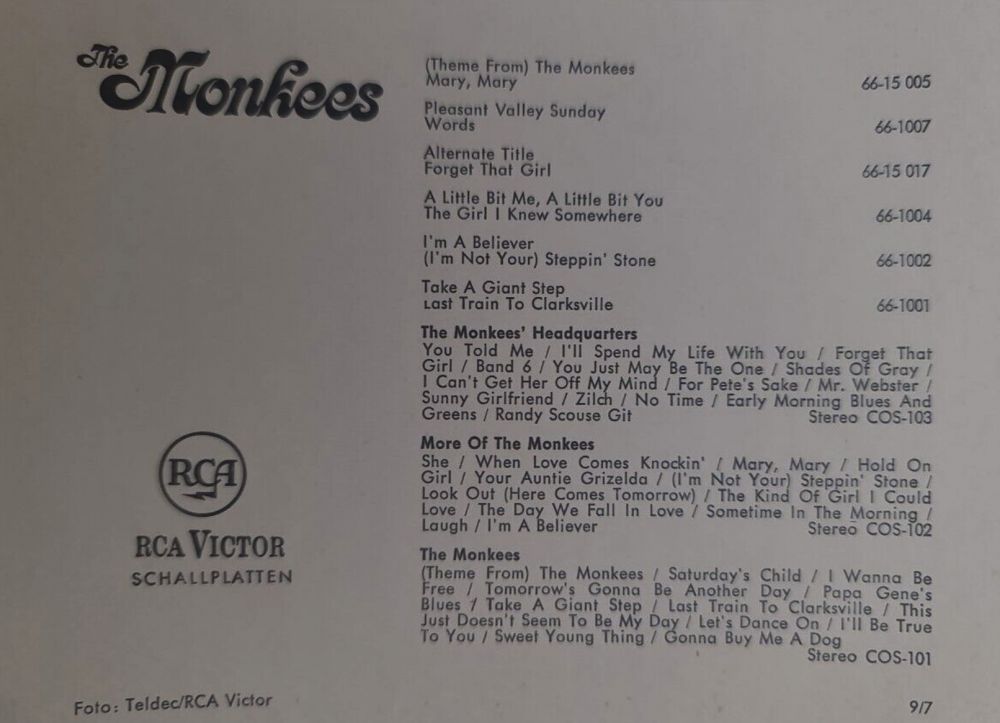 The Monkees
(Theme From) The Monkees
Mary, Mary 66-15 005
Pleasant Valley Sunday
Words 66-1007
Alternate Title
Forget That Girl 66-15 017
A Little Bit Me, A Little Bit You
The Girl I Knew Somewhere 66-1004
I'm A Believer
(I'm Not Your) Steppin' Stone 66-1002
Take A Giant Step
Last Train To Clarksville 66-1001
The Monkees' Headquarters
You Told Me / I'll Spend My Life With You / Forget That
Girl / Band 6 / You Just May Be The One / Shades Of Gray /
I Can't Get Her Off My Mind / For Pete's Sake / Mr. Webster /
Sunny Girlfriend / Zilch / No Time / Early Morning Blues And
Greens / Randy Scouse Git Stereo COS-103
More Of The Monkees
She / When Love Comes Knockin' / Mary, Mary / Hold On
Girl / Your Auntie Grizelda / (I'm Not Your) Steppin' Stone /
Look Out (Here Comes Tomorrow) / The Kind Of Girl I Could
Love / The Day We Fall In Love / Sometime In The Morning /
Laugh / I'm A Believer Stereo COS-102
The Monkees
(Theme From) The Monkees / Saturday's Child / I Wanna Be
Free / Tomorrow's Gonna Be Another Day / Papa Gene's
Blues / Take A Giant Step / Last Train To Clarksville / This
Just Doesn't Seem To Be My Day / Let's Dance On / I'll Be True
To You / Sweet Young Thing / Gonna Buy Me A Dog
Stereo COS-101
RCA
RCA VICTOR
SCHALLPLATTEN
Foto: Teldec/RCA Victor
9/7